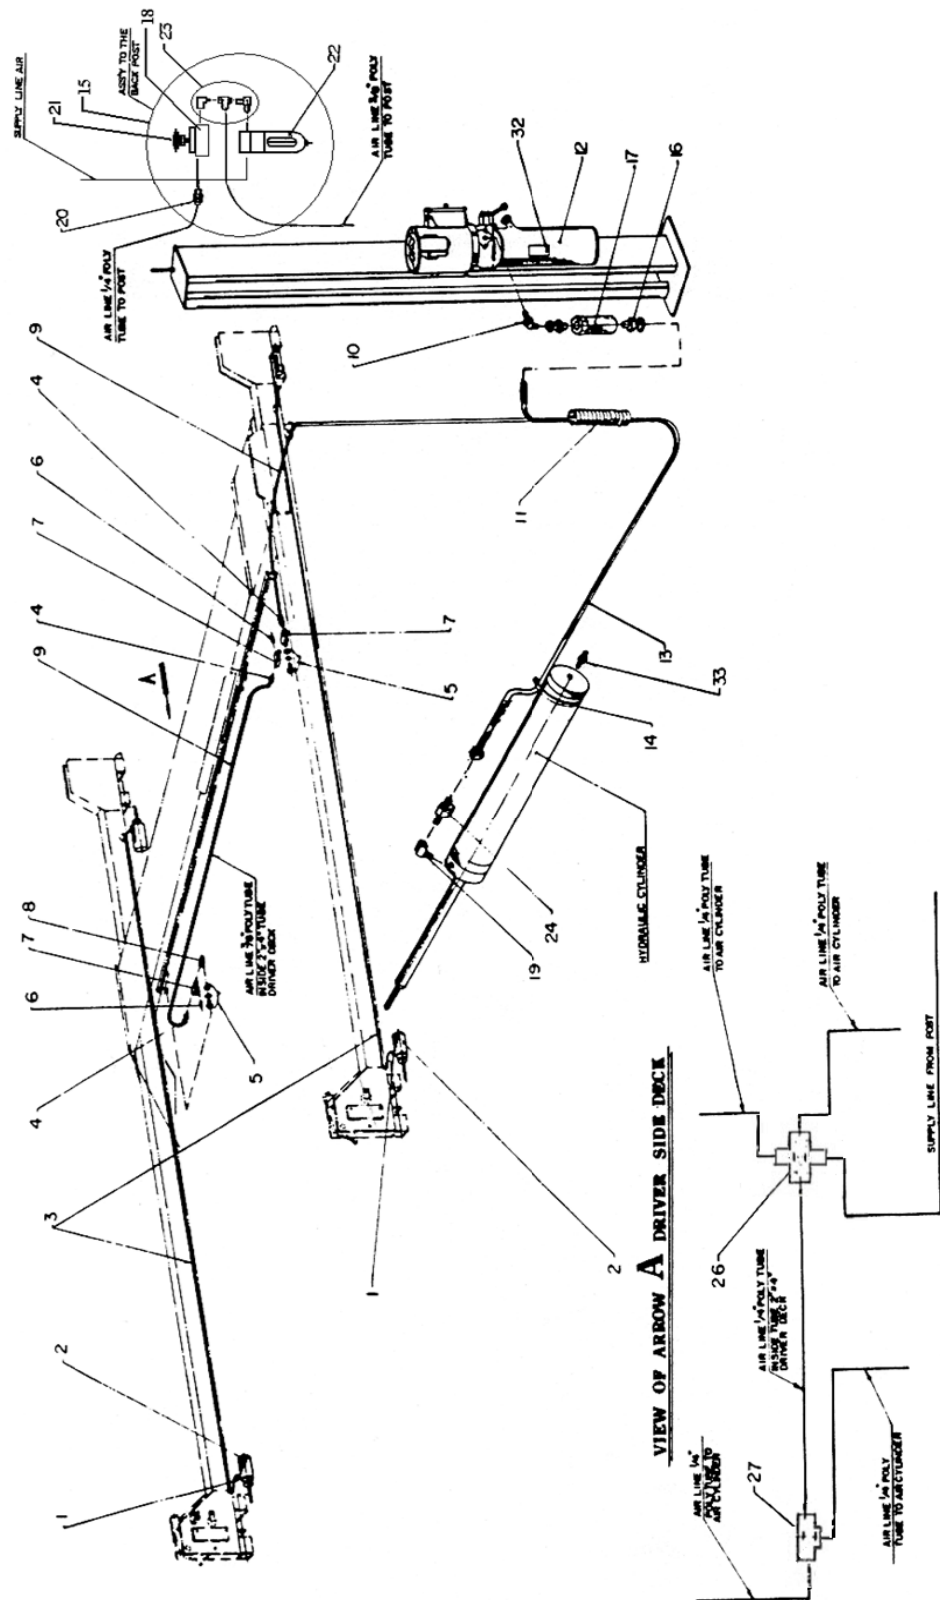 SUPPLY LINE AIR
21
15
ASS'Y TO THE
BACK POST
18
23
22
20
AIR LINE 1/4" POLY
TUBE TO POST
AIR LINE 3/8" POLY
TUBE TO POST
32
12
17
16
10
9
4
6
7
4
4
9
A
7
5
11
13
33
14
HYDRAULIC CYLINDER
24
19
AIR LINE 3/8 POLYTUBE
INSIDE 2"x4" TUBE
DRIVER DECK
8
7
6
5
4
3
2
1
1
2
VIEW OF ARROW A DRIVER SIDE DECK
AIR LINE 1/4" POLY TUBE
TO AIR CYLINDER
AIR LINE 1/4" POLY TUBE
TO AIR CYLINDER
SUPPLY LINE FROM POST
26
AIR LINE 1/4" POLY TUBE
INSIDE TUBE 2"x4"
DRIVER DECK
27
AIR LINE 1/4"
POLY TUBE TO
AIR CYLINDER
AIR LINE 1/4" POLY
TUBE TO AIR CYLINDER